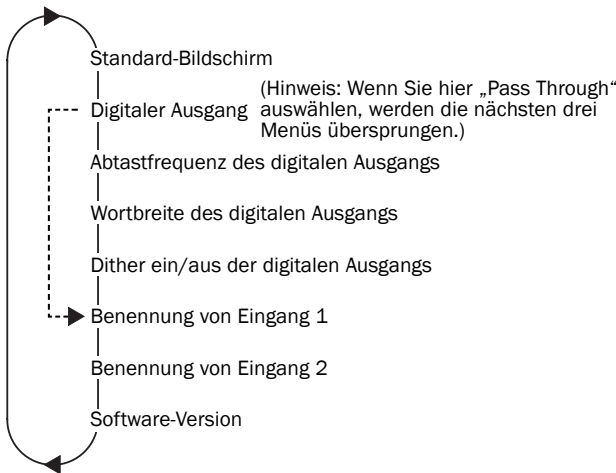 Standard-Bildschirm
Digitaler Ausgang
(Hinweis: Wenn Sie hier „Pass Through“
auswählen, werden die nächsten drei
Menüs übersprungen.)
Abtastfrequenz des digitalen Ausgangs
Wortbreite des digitalen Ausgangs
Dither ein/aus der digitalen Ausgangs
Benennung von Eingang 1
Benennung von Eingang 2
Software-Version